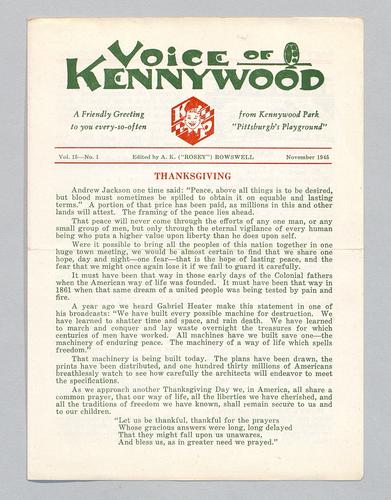 VOICE OF
KENNYWOOD
A Friendly Greeting
to you every-so-often
K
P
from Kennywood Park
"Pittsburgh's Playground"
Vol. 15—No. 1
Edited by A. K. ("ROSEY") ROWSWELL
November 1945
THANKSGIVING
Andrew Jackson one time said: "Peace, above all things is to be desired,
but blood must sometimes be spilled to obtain it on equable and lasting
terms." A portion of that price has been paid, as millions in this and other
lands will attest. The framing of the peace lies ahead.
That peace will never come through the efforts of any one man, or any
small group of men, but only through the eternal vigilance of every human
being who puts a higher value upon liberty than he does upon self.
Were it possible to bring all the peoples of this nation together in one
huge town meeting, we would be almost certain to find that we share one
hope, day and night—one fear—that is the hope of lasting peace, and the
fear that we might once again lose it if we fail to guard it carefully.
It must have been that way in those early days of the Colonial fathers
when the American way of life was founded. It must have been that way in
1861 when that same dream of a united people was being tested by pain and
fire.
A year ago we heard Gabriel Heater make this statement in one of
his broadcasts: "We have built every possible machine for destruction. We
have learned to shatter time and space, and rain death. We have learned
to march and conquer and lay waste overnight the treasures for which
centuries of men have worked. All machines have we built save one—the
machinery of enduring peace. The machinery of a way of life which spells
freedom."
That machinery is being built today. The plans have been drawn, the
prints have been distributed, and one hundred thirty millions of Americans
breathlessly watch to see how carefully the architects will endeavor to meet
the specifications.
As we approach another Thanksgiving Day we, in America, all share a
common prayer, that our way of life, all the liberties we have cherished, and
all the traditions of freedom we have known, shall remain secure to us and
to our children.
"Let us be thankful, thankful for the prayers
Whose gracious answers were long, long delayed
That they might fall upon us unawares,
And bless us, as in greater need we prayed."